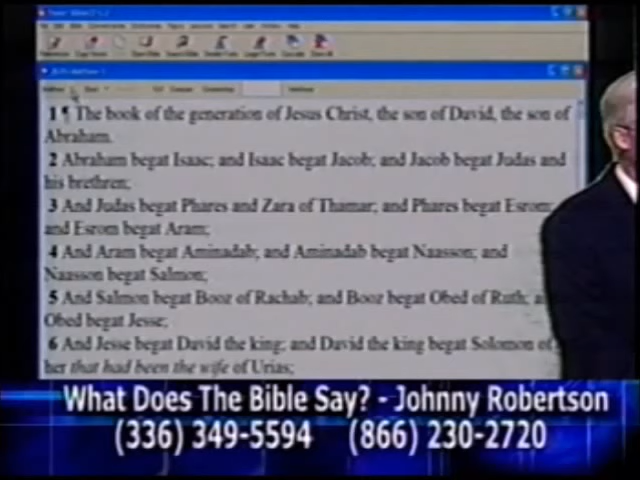 1 ¶ The book of the generation of Jesus Christ, the son of David, the son of
Abraham.
2 Abraham begat Isaac; and Isaac begat Jacob; and Jacob begat Judas and
his brethren;
3 And Judas begat Phares and Zara of Thamar; and Phares begat Esrom;
and Esrom begat Aram;
4 And Aram begat Aminadab; and Aminadab begat Naasson; and
Naasson begat Salmon;
5 And Salmon begat Booz of Rachab; and Booz begat Obed of Ruth;
Obed begat Jesse;
6 And Jesse begat David the king; and David the king begat Solomon of
her that had been the wife of Urias;
What Does The Bible Say? - Johnny Robertson
(336) 349-5594 (866) 230-2720